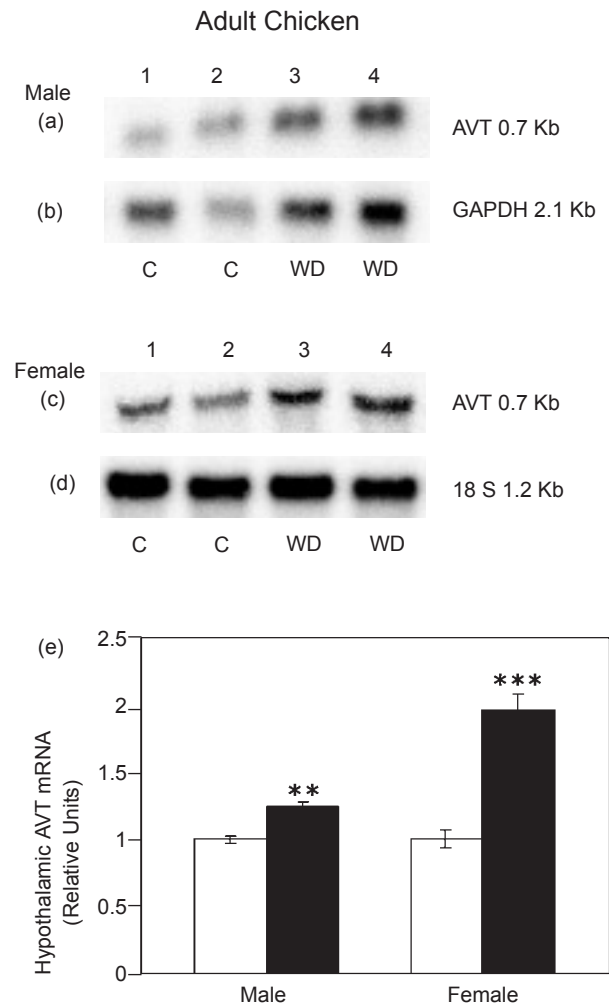 Adult Chicken
1 2 3 4
Male
(a)
AVT 0.7 Kb
(b)
GAPDH 2.1 Kb
C C WD WD
1 2 3 4
Female
(c)
AVT 0.7 Kb
(d)
18 S 1.2 Kb
C C WD WD
(e)
Hypothalamic AVT mRNA
(Relative Units)
2.5
2
1.5
1
0.5
0
**
***
Male Female